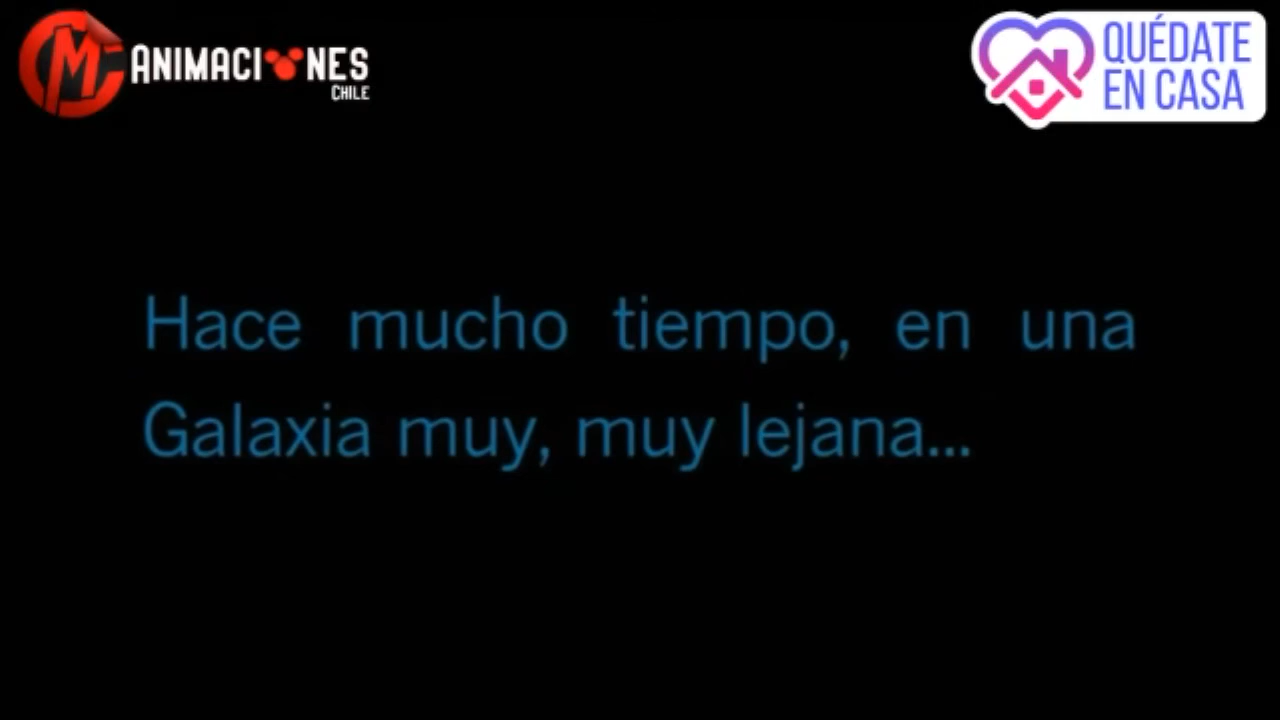 ANIMACIONES
CHILE
QUÉDATE
EN CASA
Hace mucho tiempo, en una
Galaxia muy, muy lejana...